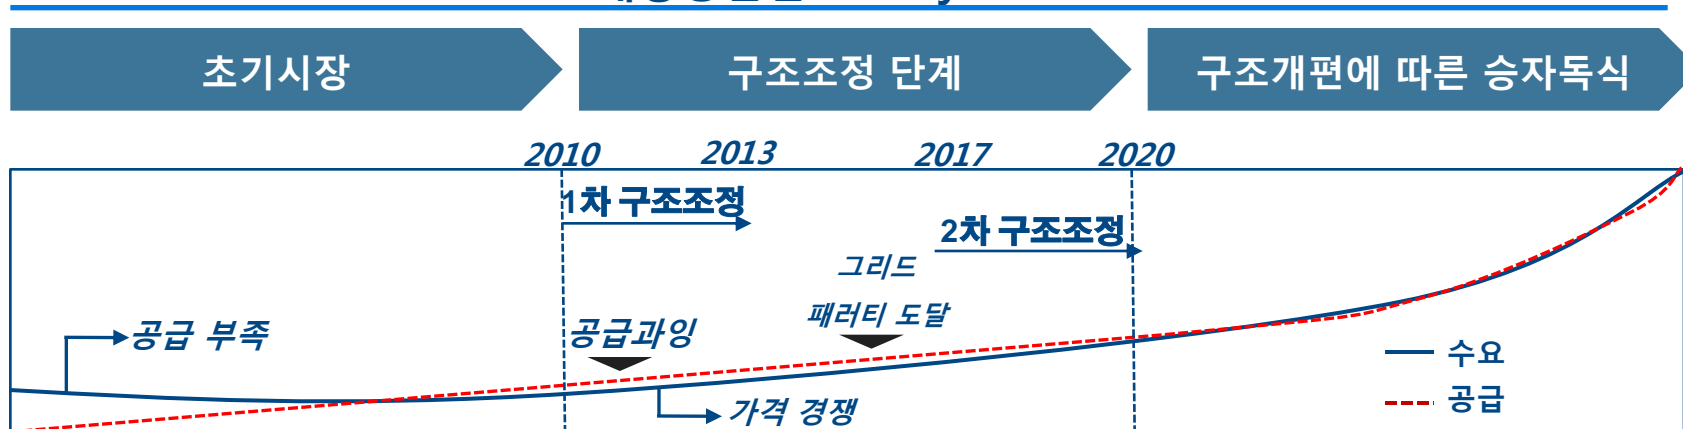 초기시장
구조조정 단계
구조개편에 따른 승자독식
2010
2013
2017
2020
1차 구조조정
2차 구조조정
그리드
패러티 도달
공급 부족
공급과잉
가격 경쟁
수요
공급